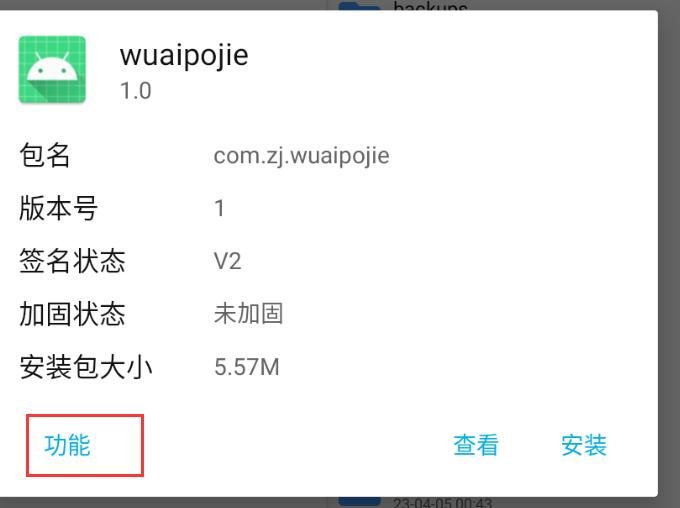 backups
wuaipojie
1.0
包名 com.zj.wuaipojie
版本号 1
签名状态 V2
加固状态 未加固
安装包大小 5.57M
功能 查看 安装
23-04-05 00:43